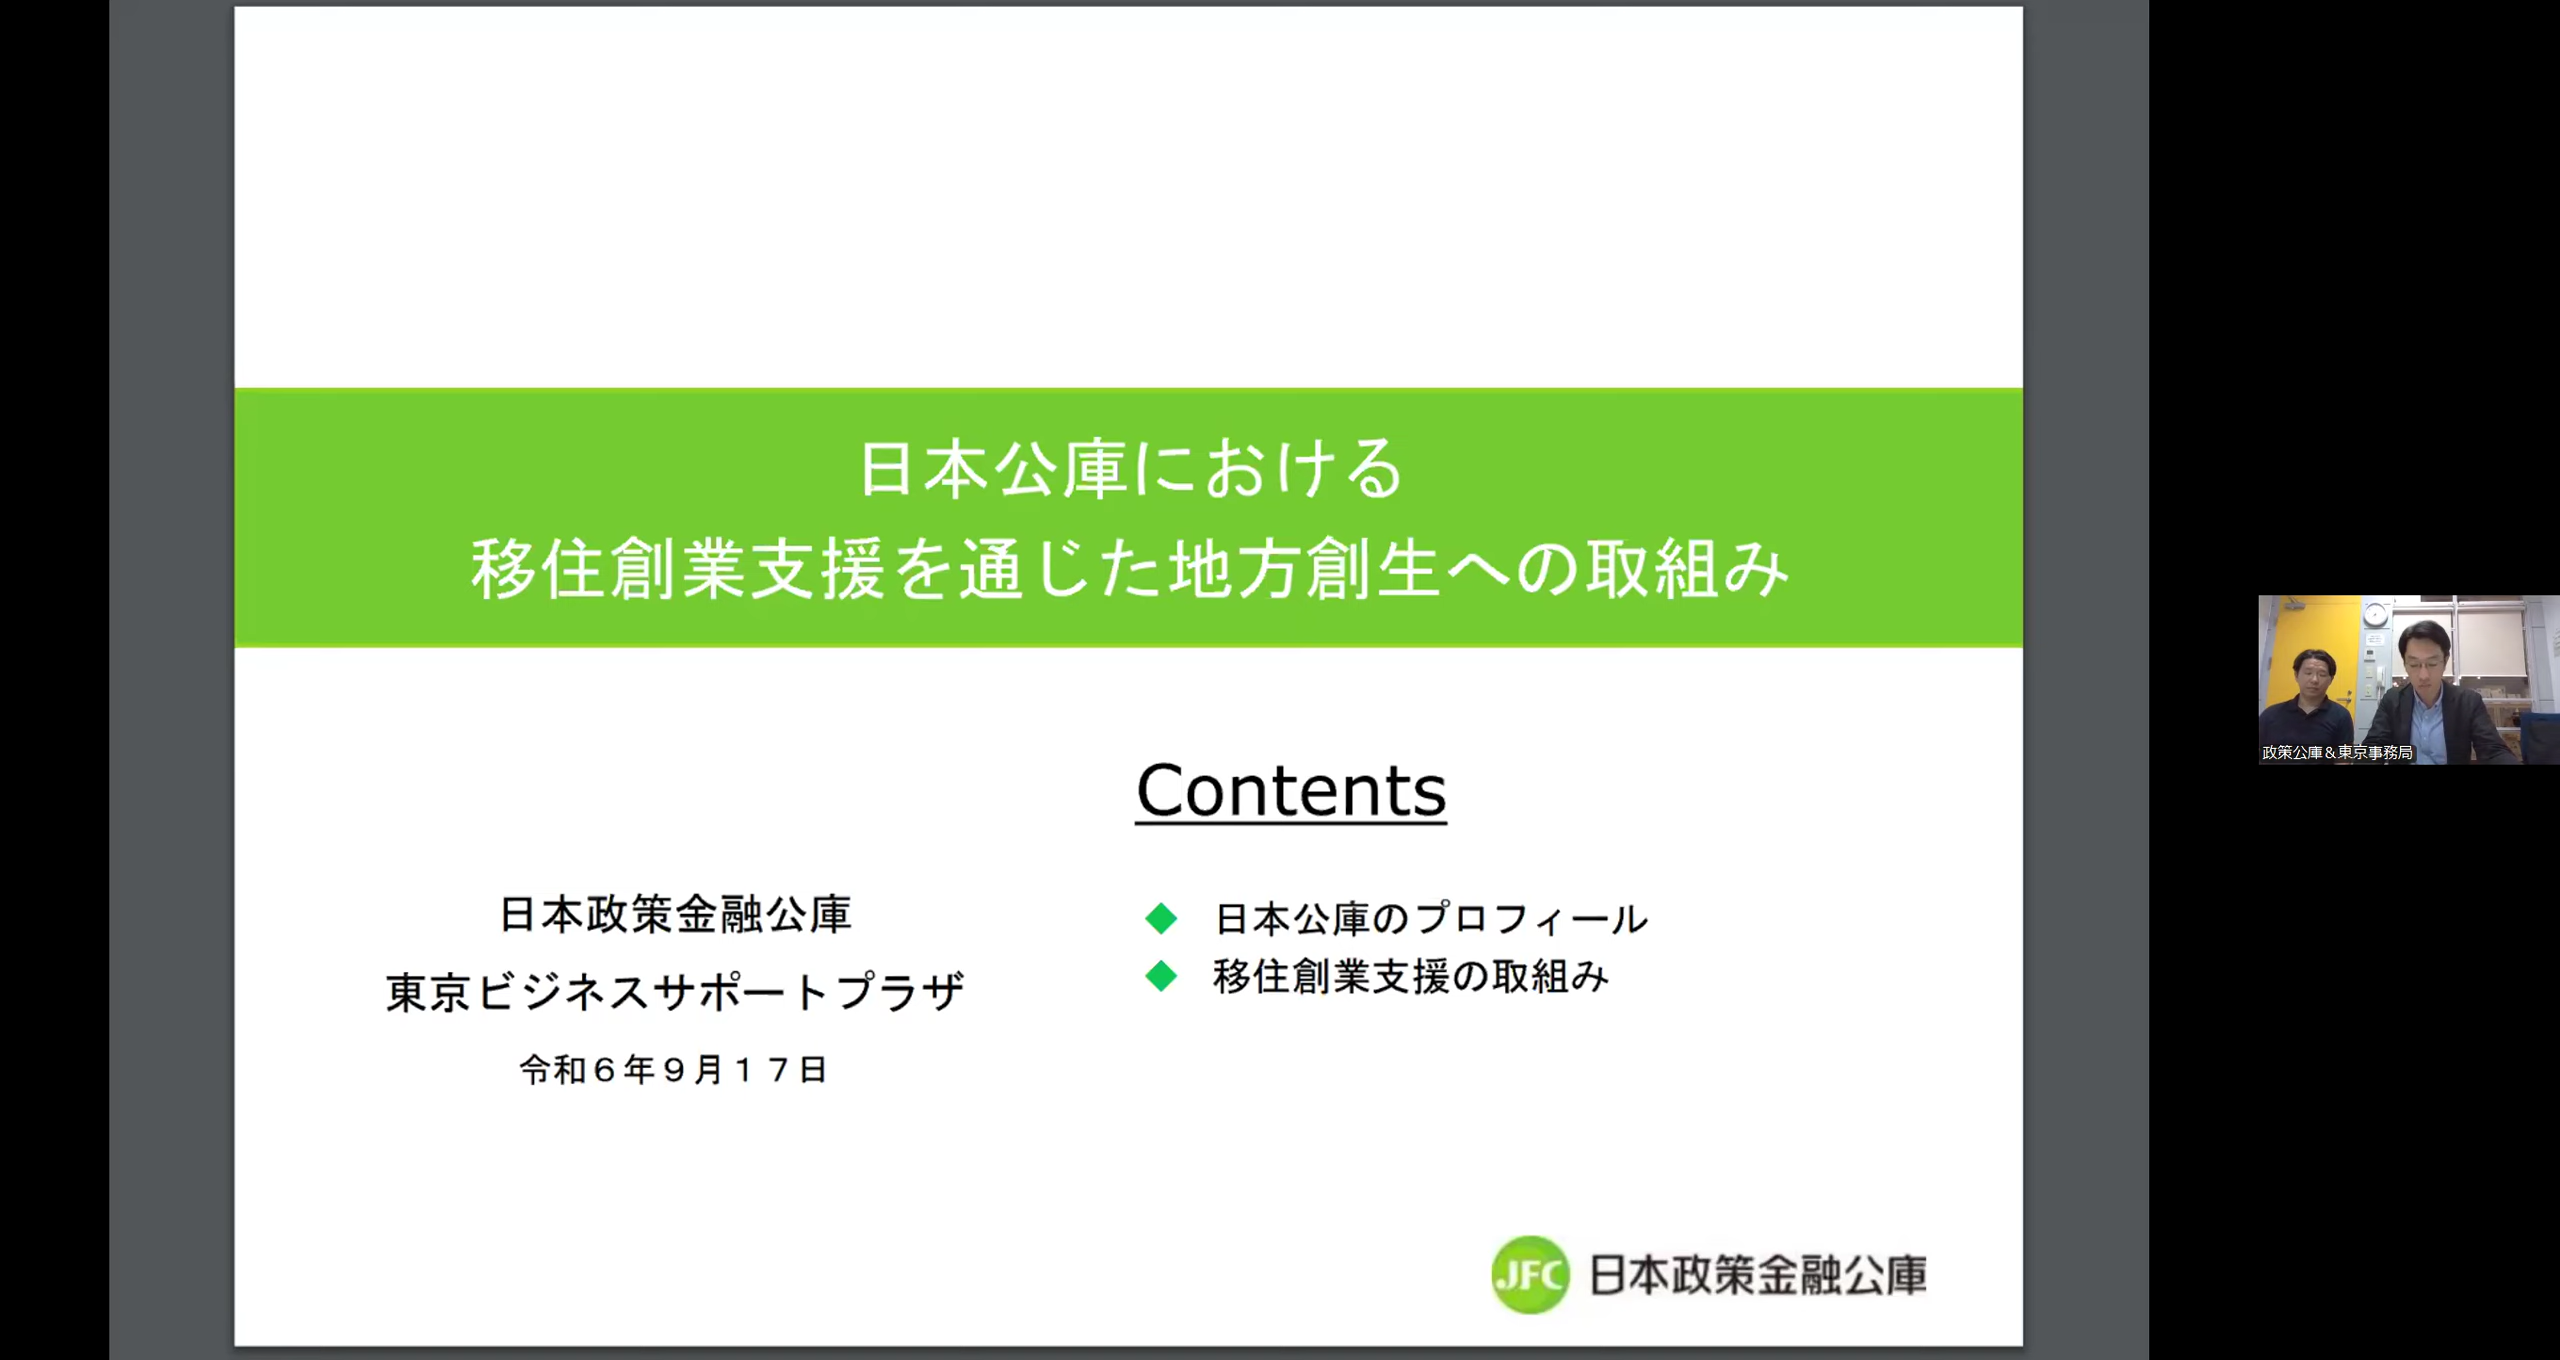 日本公庫における
移住創業支援を通じた地方創生への取組み
Contents
日本政策金融公庫
東京ビジネスサポートプラザ
令和６年９月１７日
◆ 日本公庫のプロフィール
◆ 移住創業支援の取組み
JFC 日本政策金融公庫
政策公庫＆東京事務局